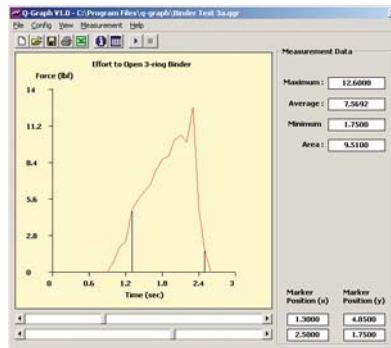 Q-Graph V1.0 - C:\Program Files\q-graph\Binder Test 3a.qgr
File Config View Measurement Help
Effort to Open 3-ring Binder
Force (lbf)
14
11.2
8.4
5.6
2.8
0
0 0.6 1.2 1.8 2.4 3
Time (sec)
Measurement Data
Maximum : 12.6000
Average : 7.5692
Minimum 1.7500
Area : 9.5100
Marker Position (x) Marker Position (y)
1.3000 4.8500
2.5000 1.7500